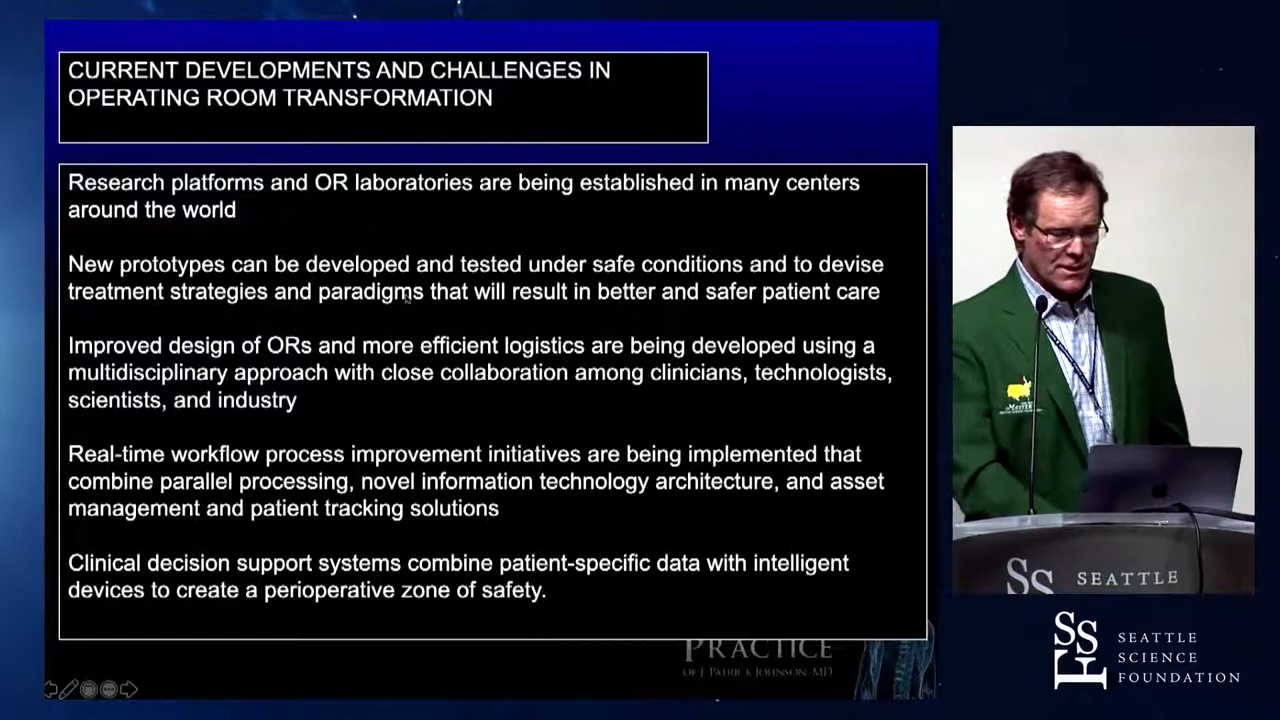 CURRENT DEVELOPMENTS AND CHALLENGES IN
OPERATING ROOM TRANSFORMATION
Research platforms and OR laboratories are being established in many centers
around the world
New prototypes can be developed and tested under safe conditions and to devise
treatment strategies and paradigms that will result in better and safer patient care
Improved design of ORs and more efficient logistics are being developed using a
multidisciplinary approach with close collaboration among clinicians, technologists,
scientists, and industry
Real-time workflow process improvement initiatives are being implemented that
combine parallel processing, novel information technology architecture, and asset
management and patient tracking solutions
Clinical decision support systems combine patient-specific data with intelligent
devices to create a perioperative zone of safety.
PRACTICE
OF J. PATRICK JOHNSON, MD
SSF SEATTLE
SSF
SEATTLE
SCIENCE
FOUNDATION